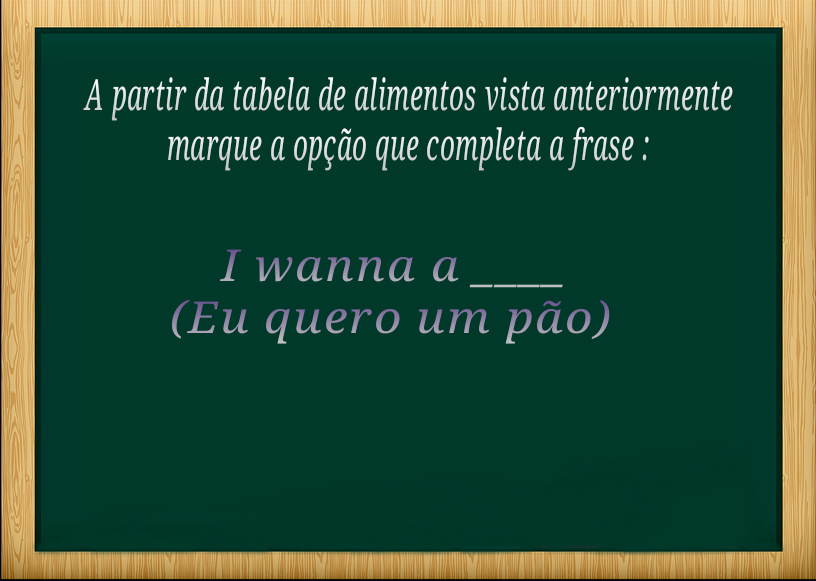 A partir da tabela de alimentos vista anteriormente
marque a opção que completa a frase :
I wanna a ____
(Eu quero um pão)